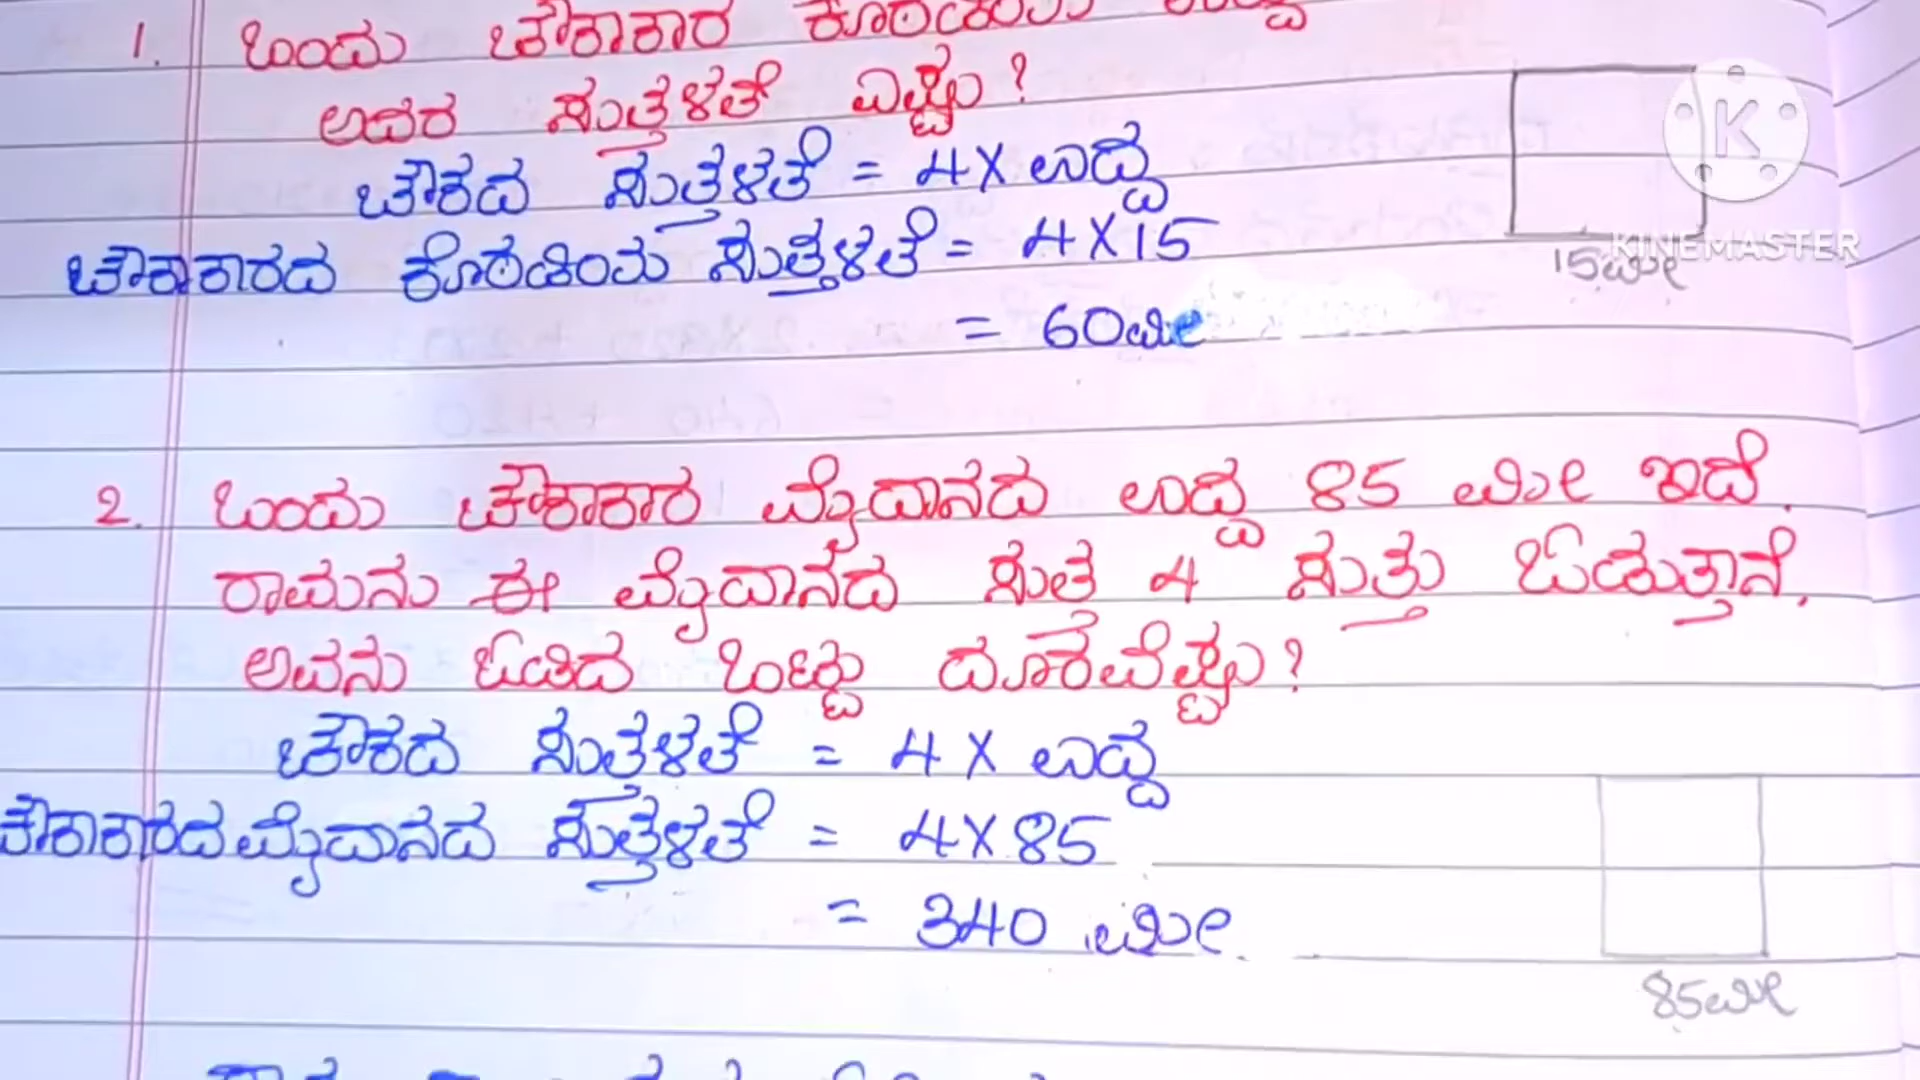 1. ಒಂದು ಚೌಕಾಕಾರ
ಅದರ ಸುತ್ತಳತೆ ಎಷ್ಟು?
ಚೌಕದ ಸುತ್ತಳತೆ = 4 X ಉದ್ದ
ಚೌಕಾಕಾರದ ಕೊಠಡಿಯ ಸುತ್ತಳತೆ = 4 X 15
= 60ಮೀ
15ಮೀ
KINEMASTER
2. ಒಂದು ಚೌಕಾಕಾರ ಮೈದಾನದ ಉದ್ದ 85 ಮೀ ಇದೆ.
ರಾಮನು ಈ ಮೈದಾನದ ಸುತ್ತ 4 ಸುತ್ತು ಓಡುತ್ತಾನೆ.
ಅವನು ಓಡಿದ ಒಟ್ಟು ದೂರವೆಷ್ಟು?
ಚೌಕದ ಸುತ್ತಳತೆ = 4 X ಉದ್ದ
ಚೌಕಾಕಾರದ ಮೈದಾನದ ಸುತ್ತಳತೆ = 4 X 85
= 340 ಮೀ.
85ಮೀ